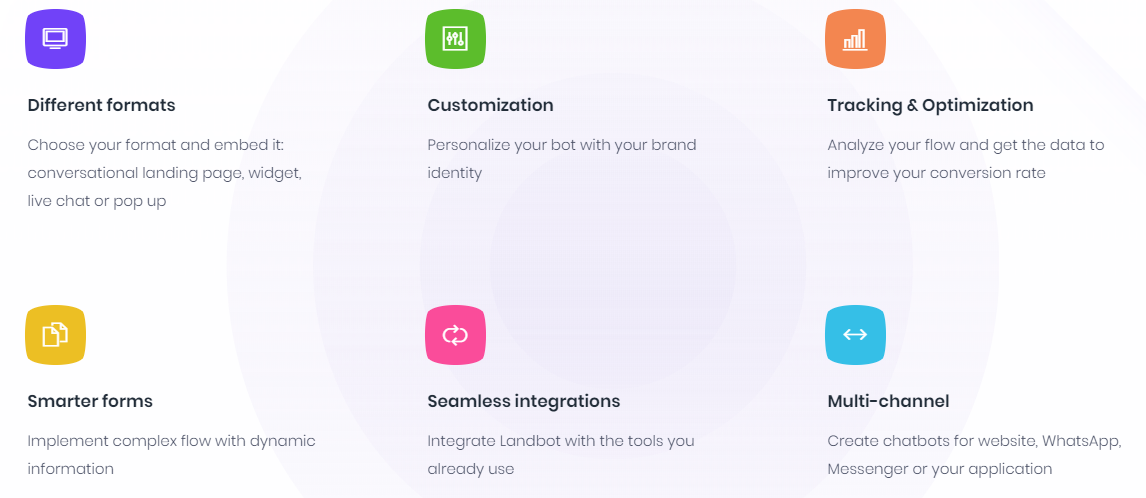 Different formats
Choose your format and embed it:
conversational landing page, widget,
live chat or pop up
Customization
Personalize your bot with your brand
identity
Tracking & Optimization
Analyze your flow and get the data to
improve your conversion rate
Smarter forms
Implement complex flow with dynamic
information
Seamless integrations
Integrate Landbot with the tools you
already use
Multi-channel
Create chatbots for website, WhatsApp,
Messenger or your application